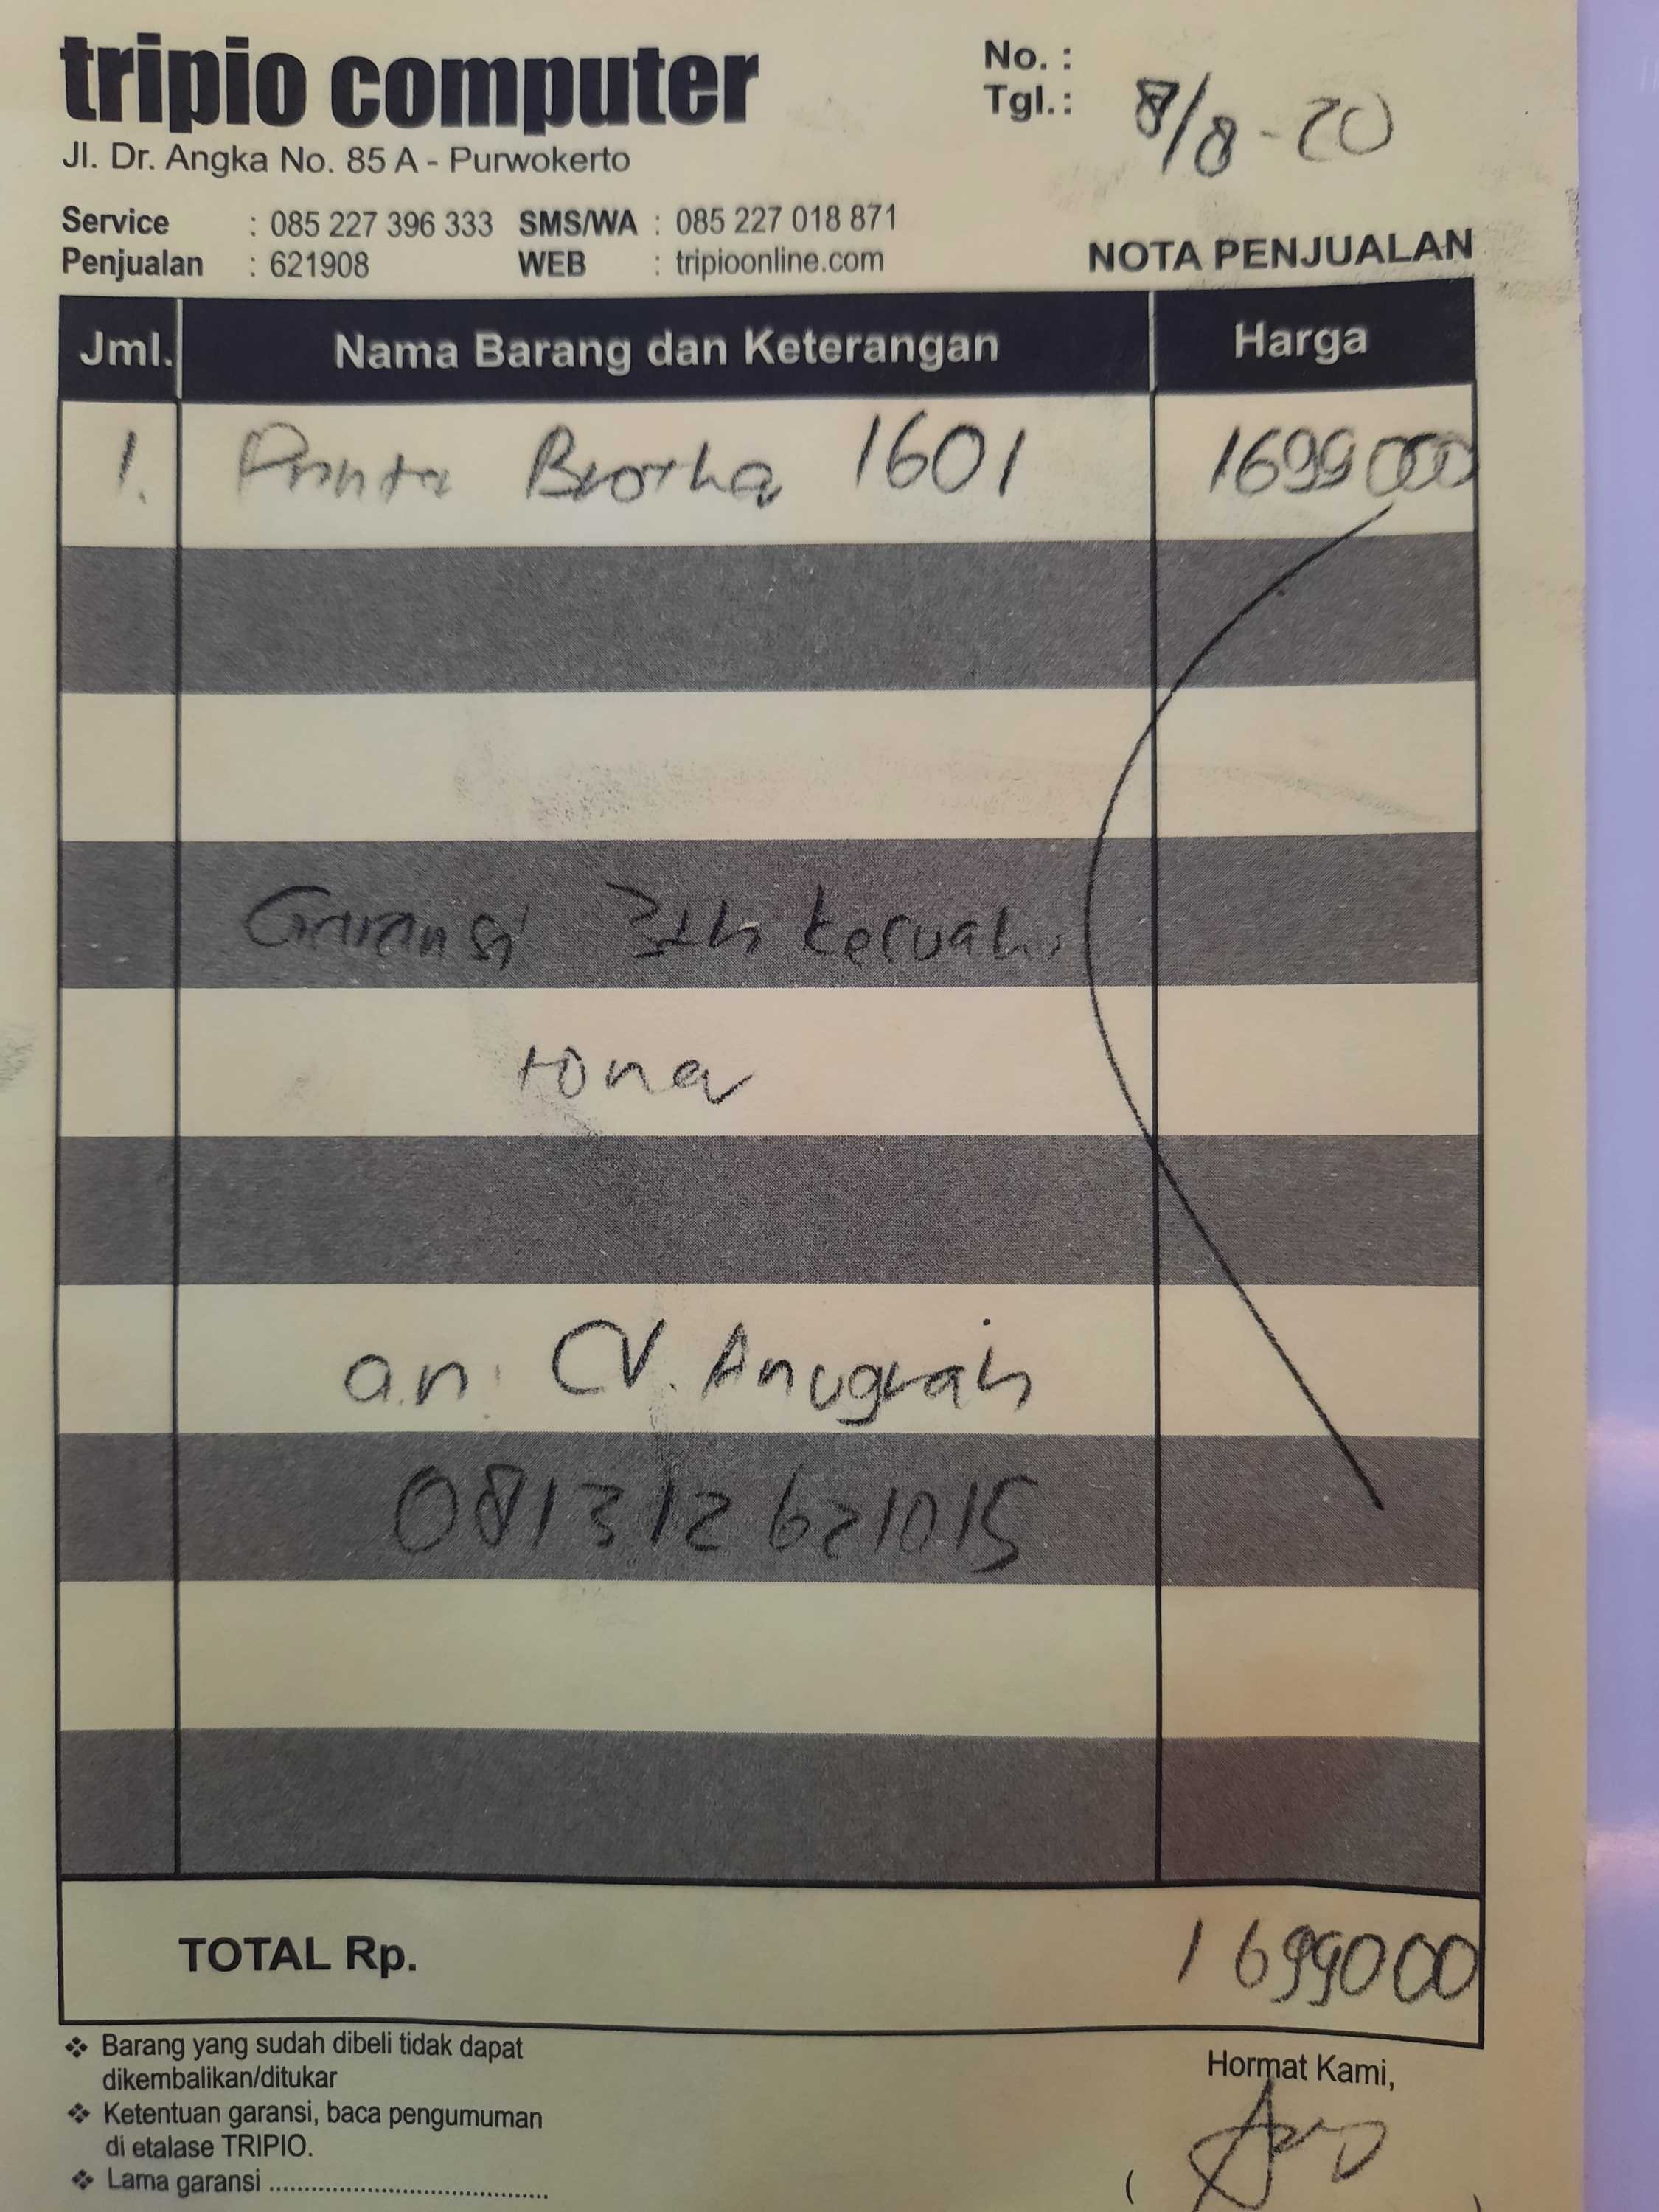 tripio computer
Jl. Dr. Angka No. 85 A - Purwokerto
No. :
Tgl. : 8/8-20
Service : 085 227 396 333 SMS/WA : 085 227 018 871
Penjualan : 621908 WEB : tripioonline.com
NOTA PENJUALAN
Jml. Nama Barang dan Keterangan Harga
1. Printer Brother 1601 1699000
Garansi 3th kecuali
toner
a.n. CV. Anugrah
081312621015
TOTAL Rp. 1699000
❖ Barang yang sudah dibeli tidak dapat
dikembalikan/ditukar
❖ Ketentuan garansi, baca pengumuman
di etalase TRIPIO.
❖ Lama garansi ........................................
Hormat Kami,
( )